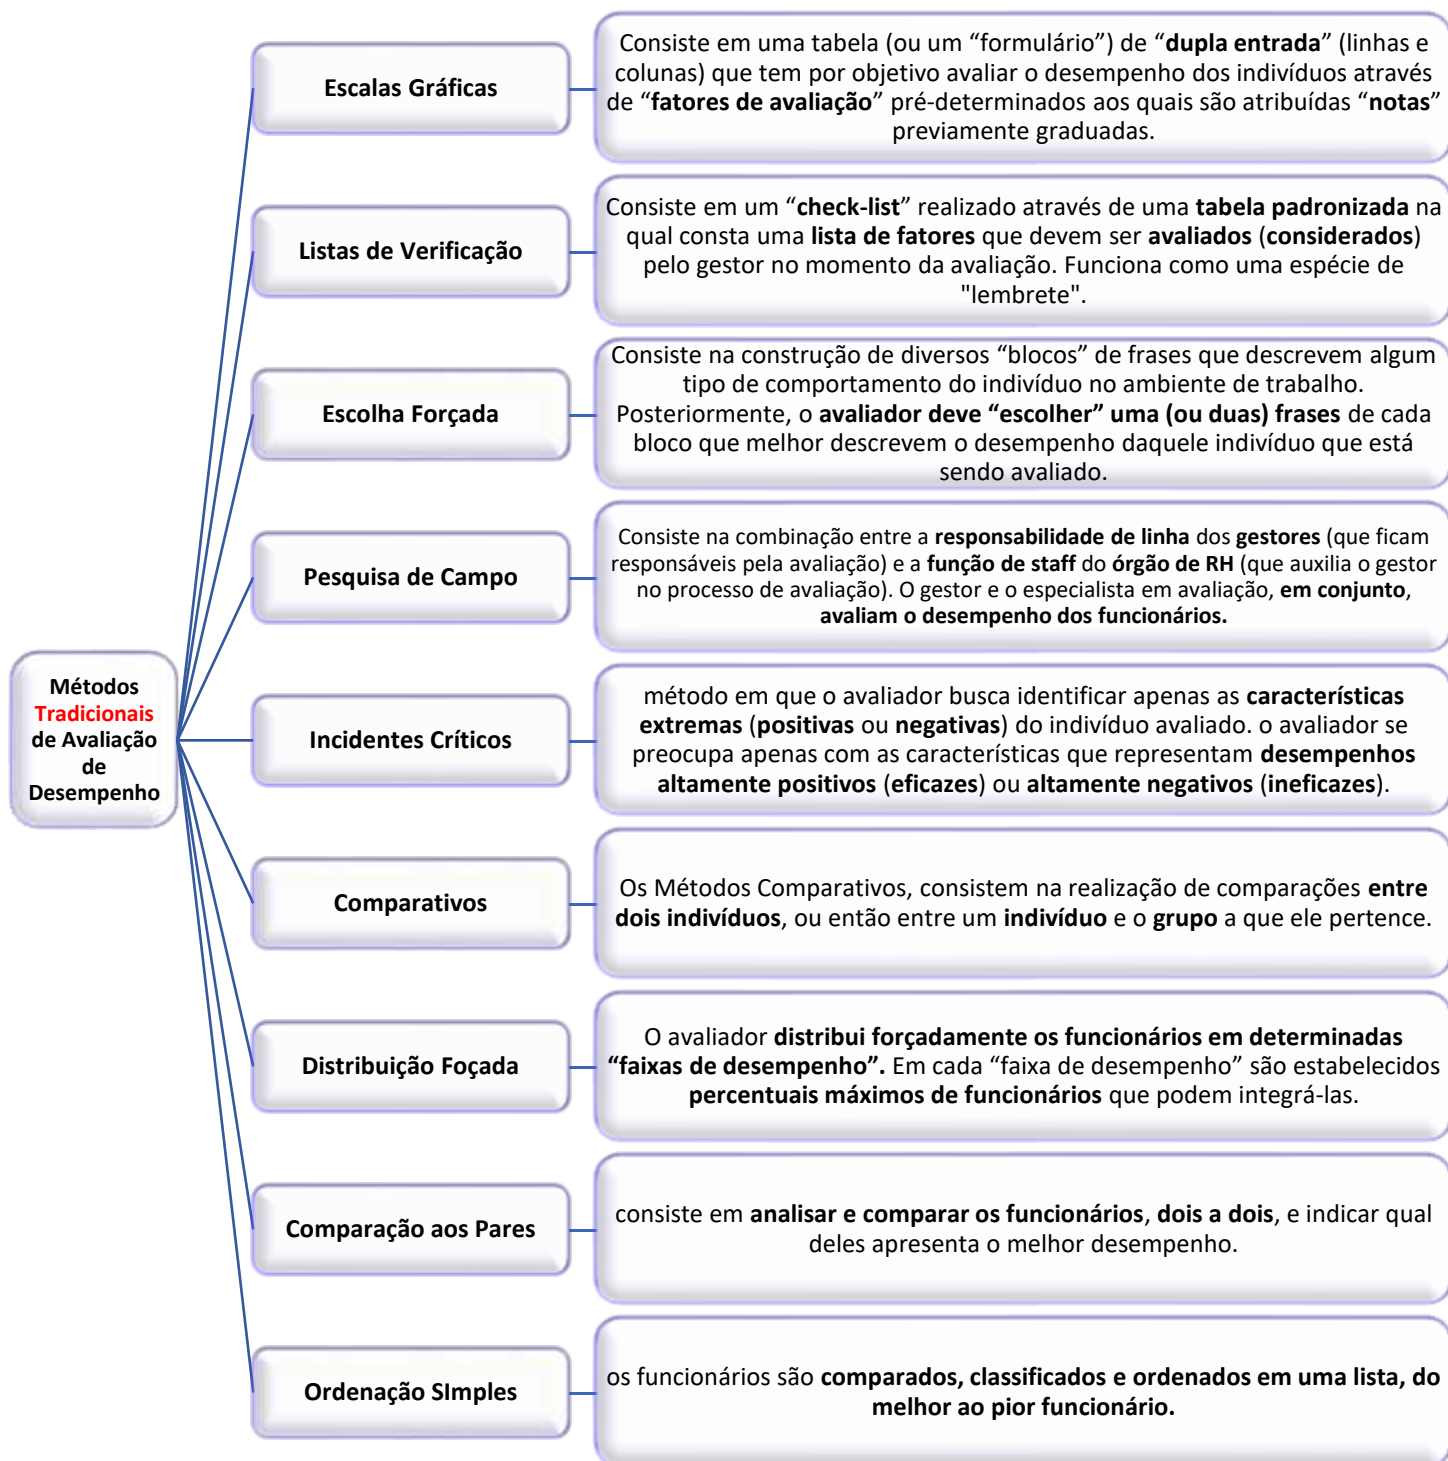 Métodos
Tradicionais
de Avaliação
de
Desempenho
Escalas Gráficas
Consiste em uma tabela (ou um “formulário”) de “dupla entrada” (linhas e
colunas) que tem por objetivo avaliar o desempenho dos indivíduos através
de “fatores de avaliação” pré-determinados aos quais são atribuídas “notas”
previamente graduadas.
Listas de Verificação
Consiste em um “check-list” realizado através de uma tabela padronizada na
qual consta uma lista de fatores que devem ser avaliados (considerados)
pelo gestor no momento da avaliação. Funciona como uma espécie de
"lembrete".
Escolha Forçada
Consiste na construção de diversos “blocos” de frases que descrevem algum
tipo de comportamento do indivíduo no ambiente de trabalho.
Posteriormente, o avaliador deve “escolher” uma (ou duas) frases de cada
bloco que melhor descrevem o desempenho daquele indivíduo que está
sendo avaliado.
Pesquisa de Campo
Consiste na combinação entre a responsabilidade de linha dos gestores (que ficam
responsáveis pela avaliação) e a função de staff do órgão de RH (que auxilia o gestor
no processo de avaliação). O gestor e o especialista em avaliação, em conjunto,
avaliam o desempenho dos funcionários.
Incidentes Críticos
método em que o avaliador busca identificar apenas as características
extremas (positivas ou negativas) do indivíduo avaliado. o avaliador se
preocupa apenas com as características que representam desempenhos
altamente positivos (eficazes) ou altamente negativos (ineficazes).
Comparativos
Os Métodos Comparativos, consistem na realização de comparações entre
dois indivíduos, ou então entre um indivíduo e o grupo a que ele pertence.
Distribuição Foçada
O avaliador distribui forçadamente os funcionários em determinadas
“faixas de desempenho”. Em cada “faixa de desempenho” são estabelecidos
percentuais máximos de funcionários que podem integrá-las.
Comparação aos Pares
consiste em analisar e comparar os funcionários, dois a dois, e indicar qual
deles apresenta o melhor desempenho.
Ordenação SImples
os funcionários são comparados, classificados e ordenados em uma lista, do
melhor ao pior funcionário.